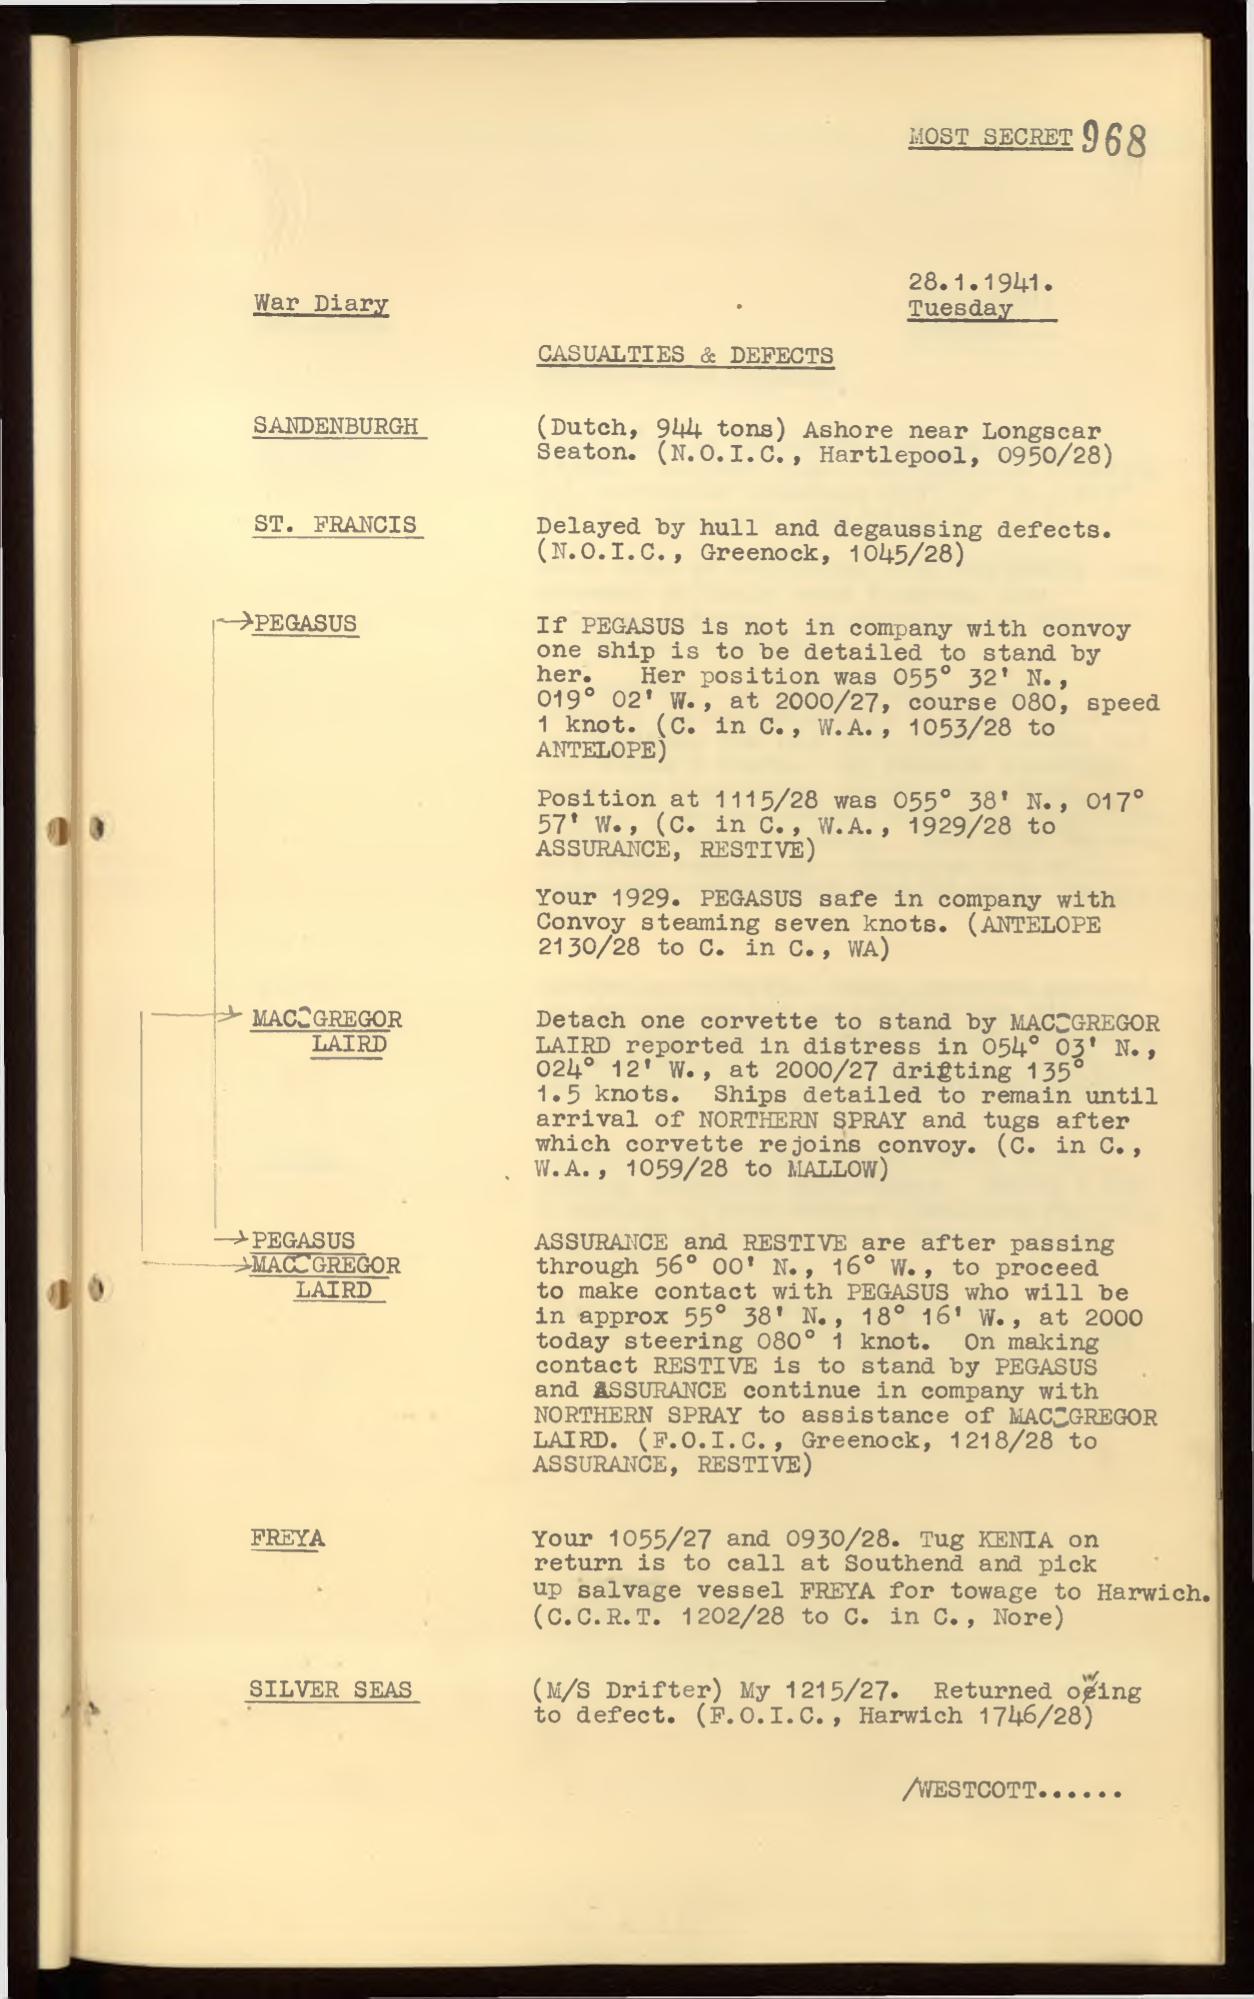 MOST SECRET 968
28.1.1941.
War Diary
Tuesday
CASUALTIES & DEFECTS
SANDENBURGH
(Dutch, 944 tons) Ashore near Longscar
Seaton. (N.O.I.C., Hartlepool, 0950/28)
ST. FRANCIS
Delayed by hull and degaussing defects.
(N.O.I.C., Greenock, 1045/28)
PEGASUS
If PEGASUS is not in company with convoy
one ship is to be detailed to stand by
her. Her position was 055° 32' N.,
019° 02' W., at 2000/27, course 080, speed
1 knot. (C. in C., W.A., 1053/28 to
ANTELOPE)
Position at 1115/28 was 055° 38' N., 017°
57' W., (C. in C., W.A., 1929/28 to
ASSURANCE, RESTIVE)
Your 1929. PEGASUS safe in company with
Convoy steaming seven knots. (ANTELOPE
2130/28 to C. in C., WA)
MACGREGOR
LAIRD
Detach one corvette to stand by MACGREGOR
LAIRD reported in distress in 054° 03' N.,
024° 12' W., at 2000/27 drifting 135°
1.5 knots. Ships detailed to remain until
arrival of NORTHERN SPRAY and tugs after
which corvette rejoins convoy. (C. in C.,
W.A., 1059/28 to MALLOW)
PEGASUS
MACGREGOR
LAIRD
ASSURANCE and RESTIVE are after passing
through 56° 00' N., 16° W., to proceed
to make contact with PEGASUS who will be
in approx 55° 38' N., 18° 16' W., at 2000
today steering 080° 1 knot. On making
contact RESTIVE is to stand by PEGASUS
and ASSURANCE continue in company with
NORTHERN SPRAY to assistance of MACGREGOR
LAIRD. (F.O.I.C., Greenock, 1218/28 to
ASSURANCE, RESTIVE)
FREYA
Your 1055/27 and 0930/28. Tug KENIA on
return is to call at Southend and pick
up salvage vessel FREYA for towage to Harwich.
(C.C.R.T. 1202/28 to C. in C., Nore)
SILVER SEAS
(M/S Drifter) My 1215/27. Returned owing
to defect. (F.O.I.C., Harwich 1746/28)
/WESTCOTT......